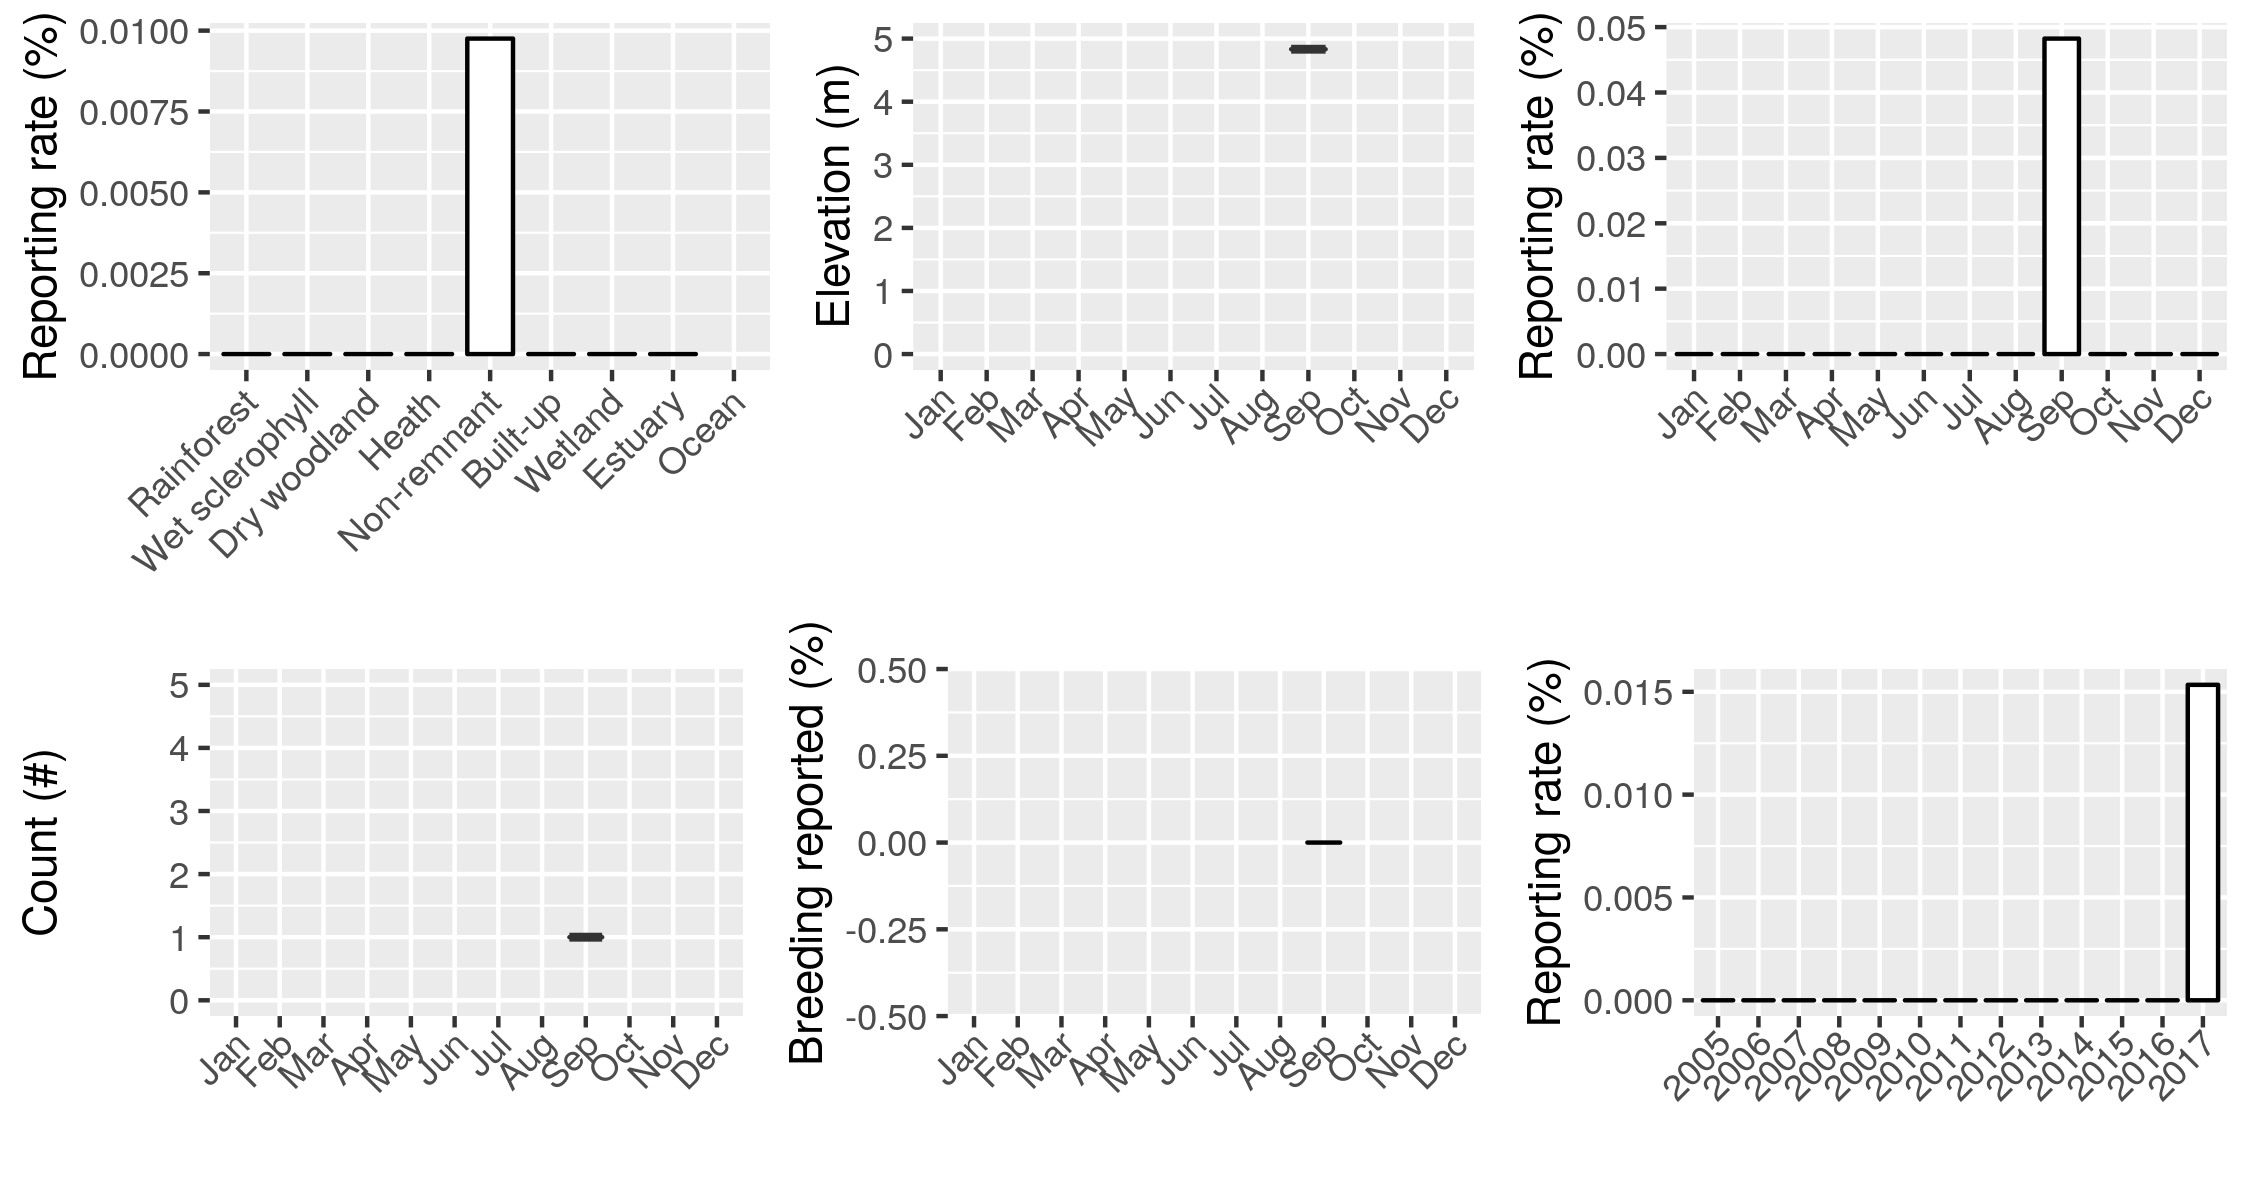 Reporting rate (%)
0.0100
0.0075
0.0050
0.0025
0.0000
Rainforest
Wet sclerophyll
Dry woodland
Heath
Non-remnant
Built-up
Wetland
Estuary
Ocean
Elevation (m)
5
4
3
2
1
0
Jan
Feb
Mar
Apr
May
Jun
Jul
Aug
Sep
Oct
Nov
Dec
Reporting rate (%)
0.05
0.04
0.03
0.02
0.01
0.00
Jan
Feb
Mar
Apr
May
Jun
Jul
Aug
Sep
Oct
Nov
Dec
Count (#)
5
4
3
2
1
0
Jan
Feb
Mar
Apr
May
Jun
Jul
Aug
Sep
Oct
Nov
Dec
Breeding reported (%)
0.50
0.25
0.00
-0.25
-0.50
Jan
Feb
Mar
Apr
May
Jun
Jul
Aug
Sep
Oct
Nov
Dec
Reporting rate (%)
0.015
0.010
0.005
0.000
2005
2006
2007
2008
2009
2010
2011
2012
2013
2014
2015
2016
2017